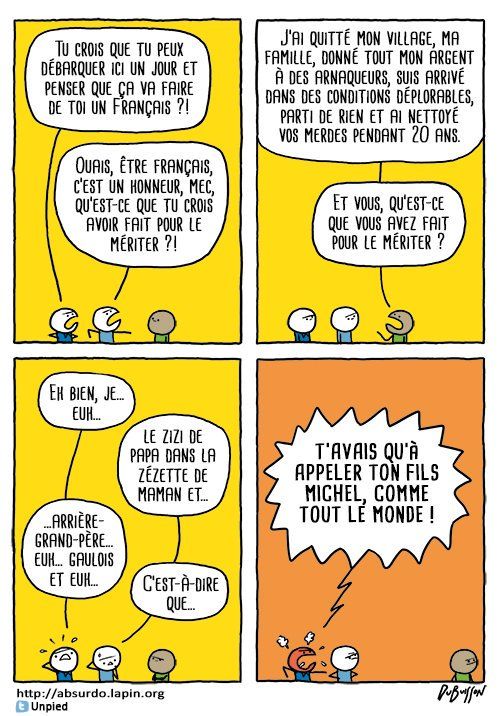 TU CROIS QUE TU PEUX
DÉBARQUER ICI UN JOUR ET
PENSER QUE ÇA VA FAIRE
DE TOI UN FRANÇAIS ?!
OUAIS, ÊTRE FRANÇAIS,
C'EST UN HONNEUR, MEC,
QU'EST-CE QUE TU CROIS
AVOIR FAIT POUR LE
MÉRITER ?!
J'AI QUITTÉ MON VILLAGE, MA
FAMILLE, DONNÉ TOUT MON ARGENT
À DES ARNAQUEURS, SUIS ARRIVÉ
DANS DES CONDITIONS DÉPLORABLES,
PARTI DE RIEN ET AI NETTOYÉ
VOS MERDES PENDANT 20 ANS.
ET VOUS, QU'EST-CE
QUE VOUS AVEZ FAIT
POUR LE MÉRITER ?
EH BIEN, JE...
EUH...
LE ZIZI DE
PAPA DANS LA
ZÉZETTE DE
MAMAN ET...
...ARRIÈRE-
GRAND-PÈRE...
EUH... GAULOIS
ET EUH...
C'EST-À-DIRE
QUE...
T'AVAIS QU'À
APPELER TON FILS
MICHEL, COMME
TOUT LE MONDE !
http://absurdo.lapin.org
Unpied
DUBUISSON